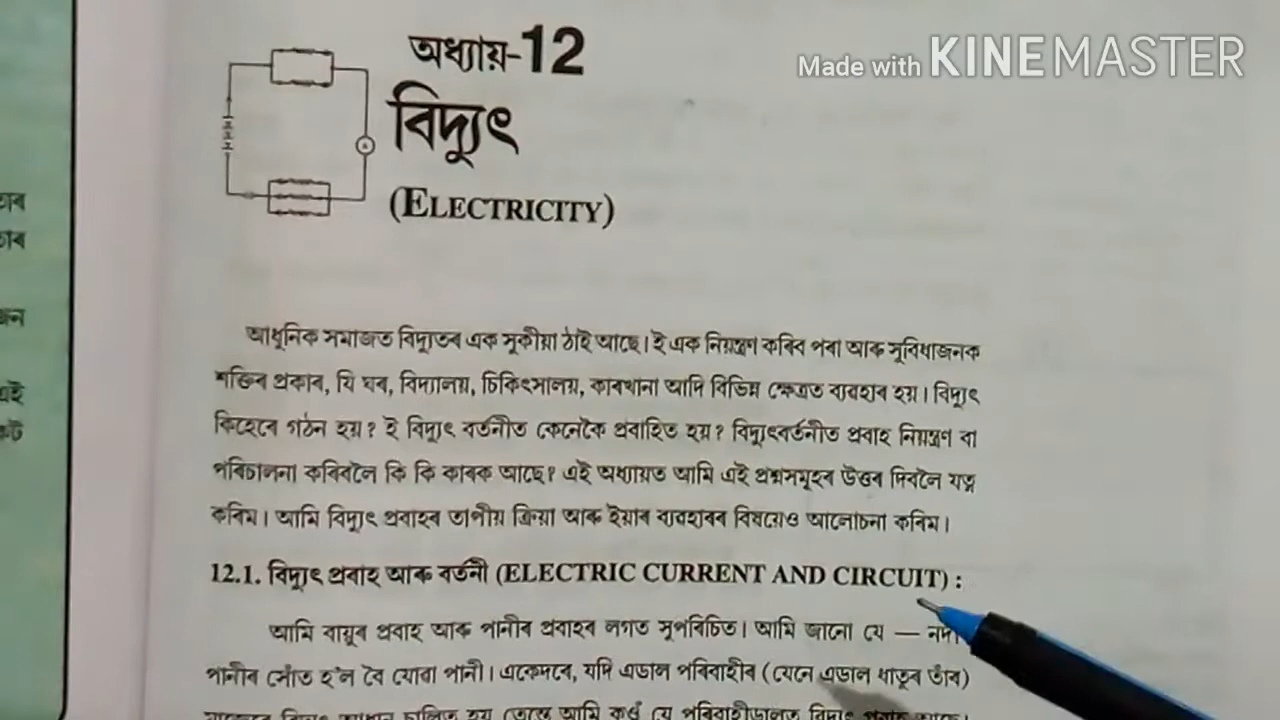 Made with KINEMASTER
অধ্যায়-12
বিদ্যুৎ
(ELECTRICITY)
আধুনিক সমাজত বিদ্যুতৰ এক সুকীয়া ঠাই আছে। ই এক নিয়ন্ত্ৰণ কৰিব পৰা আৰু সুবিধাজনক
শক্তিৰ প্ৰকাৰ, যি ঘৰ, বিদ্যালয়, চিকিৎসালয়, কাৰখানা আদি বিভিন্ন ক্ষেত্ৰত ব্যৱহাৰ হয়। বিদ্যুৎ
কিহেৰে গঠন হয়? ই বিদ্যুৎ বৰ্তনীত কেনেকৈ প্ৰবাহিত হয়? বিদ্যুৎবৰ্তনীত প্ৰবাহ নিয়ন্ত্ৰণ বা
পৰিচালনা কৰিবলৈ কি কি কাৰক আছে? এই অধ্যায়ত আমি এই প্ৰশ্নসমূহৰ উত্তৰ দিবলৈ যত্ন
কৰিম। আমি বিদ্যুৎ প্ৰবাহৰ তাপীয় ক্ৰিয়া আৰু ইয়াৰ ব্যৱহাৰৰ বিষয়েও আলোচনা কৰিম।
12.1. বিদ্যুৎ প্ৰবাহ আৰু বৰ্তনী (ELECTRIC CURRENT AND CIRCUIT) :
আমি বায়ুৰ প্ৰবাহ আৰু পানীৰ প্ৰবাহৰ লগত সুপৰিচিত। আমি জানো যে —
পানীৰ সোঁত হ'ল বৈ যোৱা পানী। একেদৰে, যদি এডাল পৰিবাহীৰ (যেনে এডাল ধাতুৰ তাঁৰ)